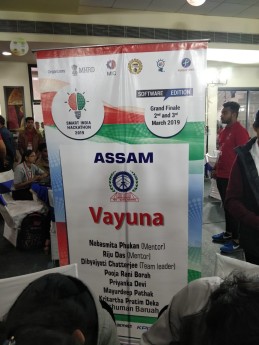 SOFTWARE EDITION
SMART INDIA
HACKATHON
2019
Grand Finale
2nd and 3rd
March 2019
ASSAM
Vayuna
Nabasmita Phukan (Mentor)
Riju Das (Mentor)
Dibyajyoti Chatterjee (Team leader)
Pooja Rani Borah
Priyanka Devi
Mayurdeep Pathak
Kritartha Pratim Deka
human Baruah